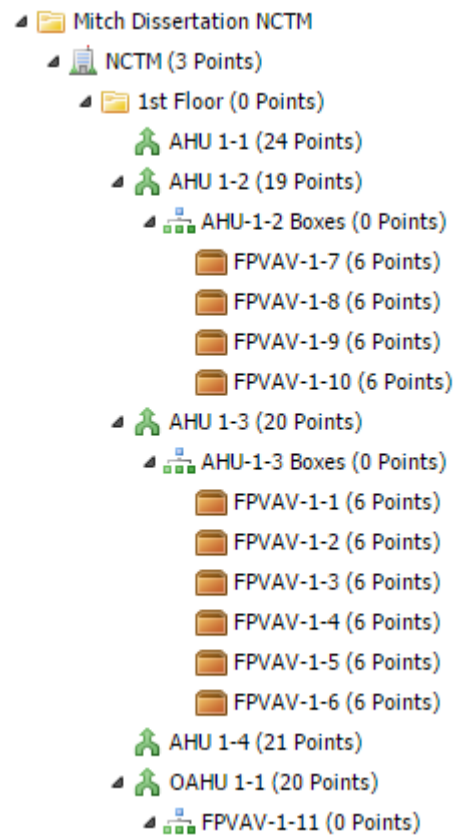 Mitch Dissertation NCTM
NCTM (3 Points)
1st Floor (0 Points)
AHU 1-1 (24 Points)
AHU 1-2 (19 Points)
AHU-1-2 Boxes (0 Points)
FPVAV-1-7 (6 Points)
FPVAV-1-8 (6 Points)
FPVAV-1-9 (6 Points)
FPVAV-1-10 (6 Points)
AHU 1-3 (20 Points)
AHU-1-3 Boxes (0 Points)
FPVAV-1-1 (6 Points)
FPVAV-1-2 (6 Points)
FPVAV-1-3 (6 Points)
FPVAV-1-4 (6 Points)
FPVAV-1-5 (6 Points)
FPVAV-1-6 (6 Points)
AHU 1-4 (21 Points)
OAHU 1-1 (20 Points)
FPVAV-1-11 (0 Points)